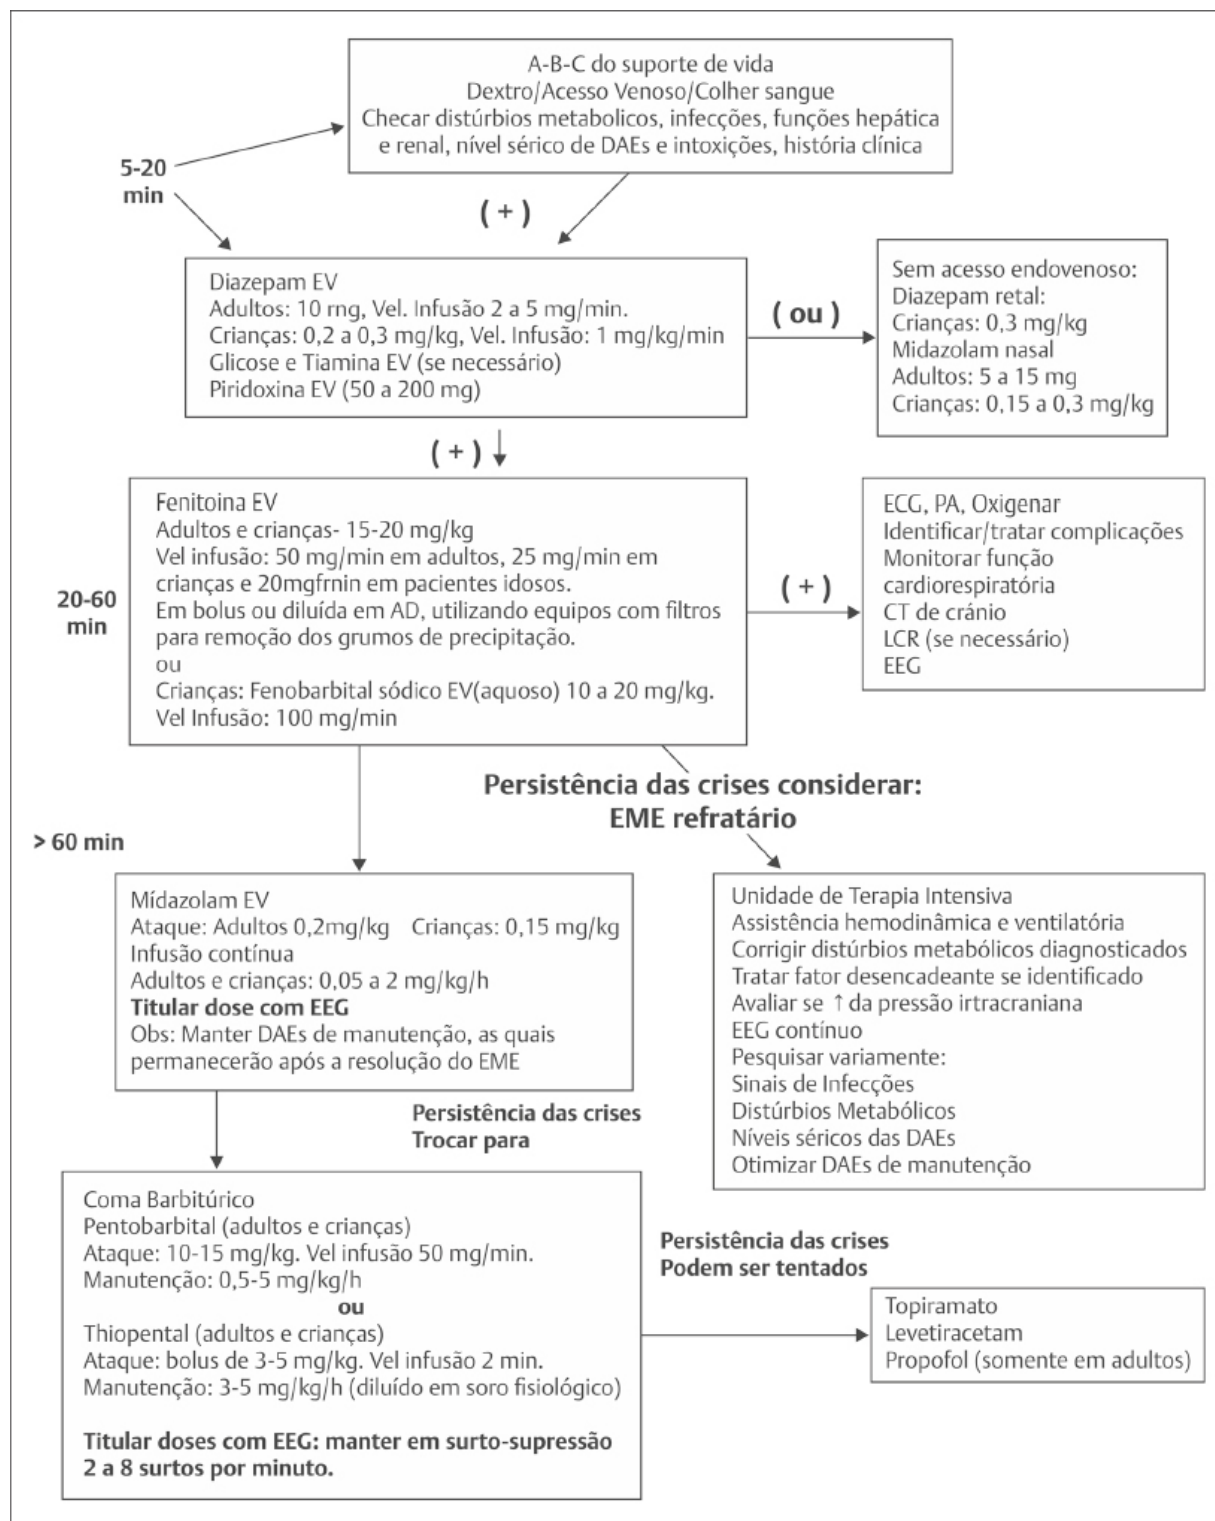 A-B-C do suporte de vida
Dextro/Acesso Venoso/Colher sangue
Checar distúrbios metabolicos, infecções, funções hepática
e renal, nível sérico de DAEs e intoxições, história clínica
5-20
min
( + )
Diazepam EV
Adultos: 10 rng, Vel. Infusão 2 a 5 mg/min.
Crianças: 0,2 a 0,3 mg/kg, Vel. Infusão: 1 mg/kg/min
Glicose e Tiamina EV (se necessário)
Piridoxina EV (50 a 200 mg)
( ou )
Sem acesso endovenoso:
Diazepam retal:
Crianças: 0,3 mg/kg
Midazolam nasal
Adultos: 5 a 15 mg
Crianças: 0,15 a 0,3 mg/kg
( + )
20-60
min
Fenitoina EV
Adultos e crianças- 15-20 mg/kg
Vel infusão: 50 mg/min em adultos, 25 mg/min em
crianças e 20mgfrnin em pacientes idosos.
Em bolus ou diluída em AD, utilizando equipos com filtros
para remoção dos grumos de precipitação.
ou
Crianças: Fenobarbital sódico EV(aquoso) 10 a 20 mg/kg.
Vel Infusão: 100 mg/min
( + )
ECG, PA, Oxigenar
Identificar/tratar complicações
Monitorar função
cardiorespiratória
CT de cránio
LCR (se necessário)
EEG
Persistência das crises considerar:
EME refratário
> 60 min
Mídazolam EV
Ataque: Adultos 0,2mg/kg Crianças: 0,15 mg/kg
Infusão contínua
Adultos e crianças: 0,05 a 2 mg/kg/h
Titular dose com EEG
Obs: Manter DAEs de manutenção, as quais
permanecerão após a resolução do EME
Unidade de Terapia Intensiva
Assistência hemodinâmica e ventilatória
Corrigir distúrbios metabólicos diagnosticados
Tratar fator desencadeante se identificado
Avaliar se ↑ da pressão irtracraniana
EEG contínuo
Pesquisar variamente:
Sinais de Infecções
Distúrbios Metabólicos
Níveis séricos das DAEs
Otimizar DAEs de manutenção
Persistência das crises
Trocar para
Coma Barbitúrico
Pentobarbital (adultos e crianças)
Ataque: 10-15 mg/kg. Vel infusão 50 mg/min.
Manutenção: 0,5-5 mg/kg/h
ou
Thiopental (adultos e crianças)
Ataque: bolus de 3-5 mg/kg. Vel infusão 2 min.
Manutenção: 3-5 mg/kg/h (diluído em soro fisiológico)
Titular doses com EEG: manter em surto-supressão
2 a 8 surtos por minuto.
Persistência das crises
Podem ser tentados
Topiramato
Levetiracetam
Propofol (somente em adultos)